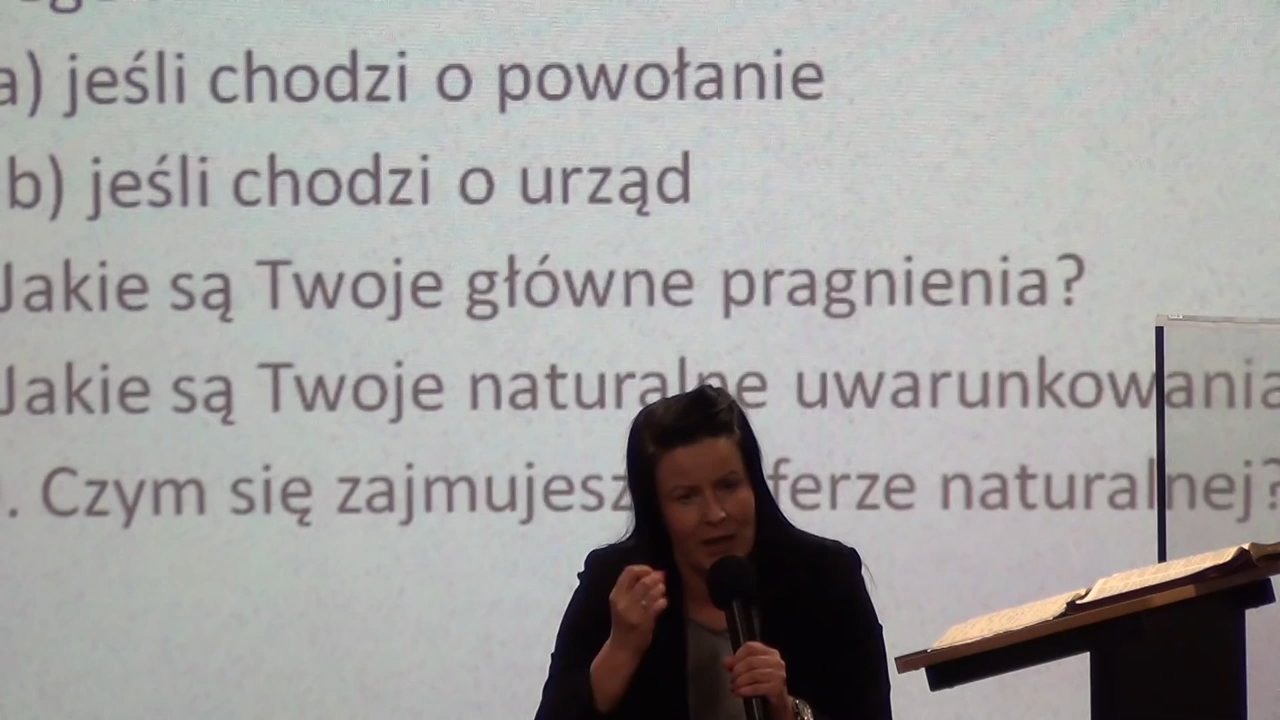 a) jeśli chodzi o powołanie
b) jeśli chodzi o urząd
Jakie są Twoje główne pragnienia?
Jakie są Twoje naturalne uwarunkowania
. Czym się zajmujesz ferze naturalnej?